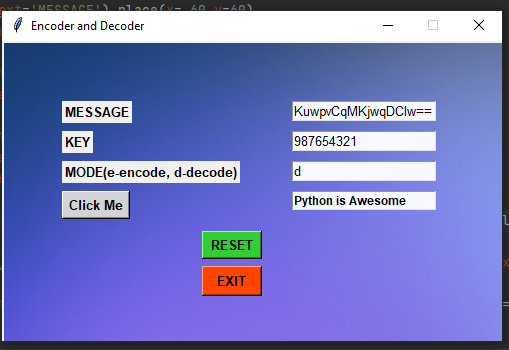 ext='MESSAGE').place(x= 60,y=60)
Encoder and Decoder
MESSAGE KuwpvCqMKjwqDClw==
KEY 987654321
MODE(e-encode, d-decode) d
Click Me Python is Awesome
RESET
EXIT